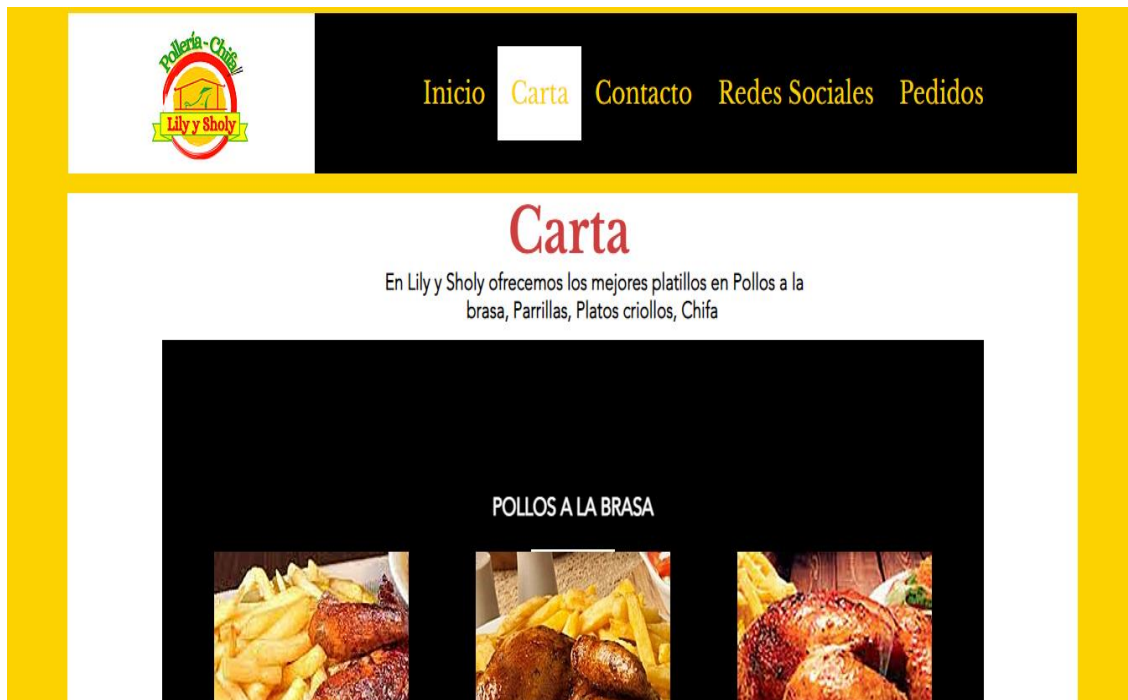 Pollería - Chifa
Lily y Sholy
Inicio Carta Contacto Redes Sociales Pedidos
Carta
En Lily y Sholy ofrecemos los mejores platillos en Pollos a la
brasa, Parrillas, Platos criollos, Chifa
POLLOS A LA BRASA